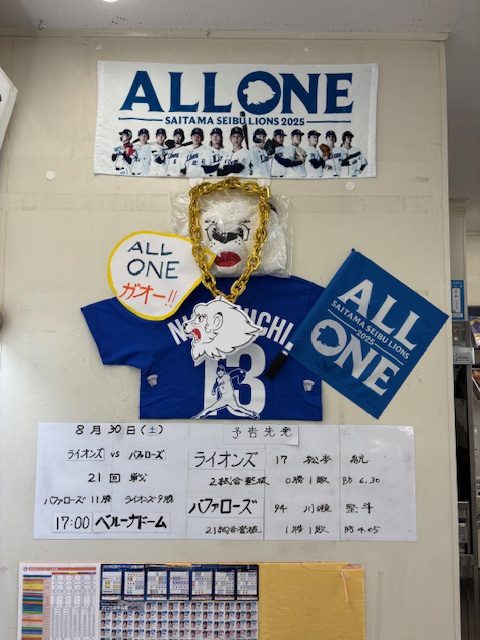 ALL ONE
SAITAMA SEIBU LIONS 2025
ALL
ONE
ガオー!!
ALL
SAITAMA SEIBU LIONS 2025
ONE
13
8月30日(土)
ライオンズ vs バファローズ
21回戦
バファローズ11勝 ライオンズ9勝
17:00 ベルーナドーム
予告先発
ライオンズ 17 松本 航
2試合登板 0勝1敗 防6.30
バファローズ 94 川瀬 堅斗
21試合登板 1勝1敗 防4.05